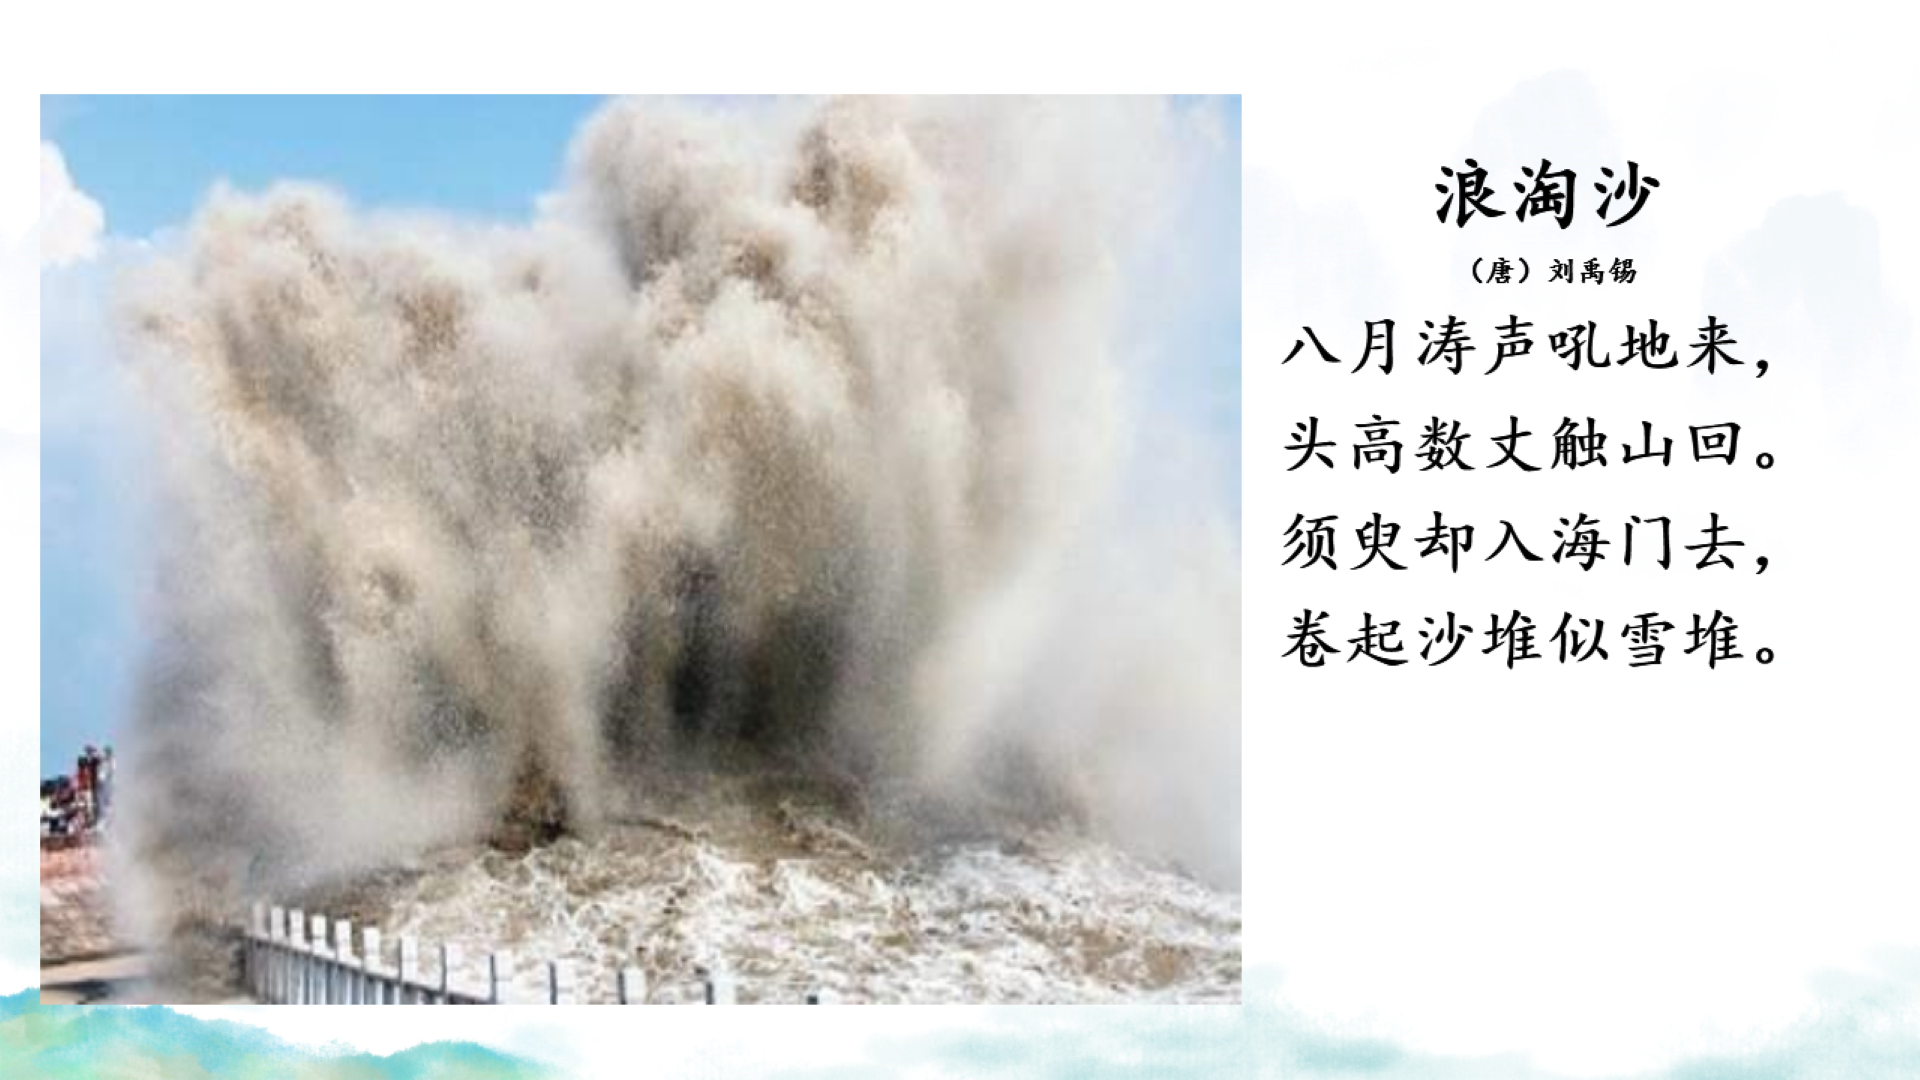 浪淘沙
（唐）刘禹锡
八月涛声吼地来，
头高数丈触山回。
须臾却入海门去，
卷起沙堆似雪堆。